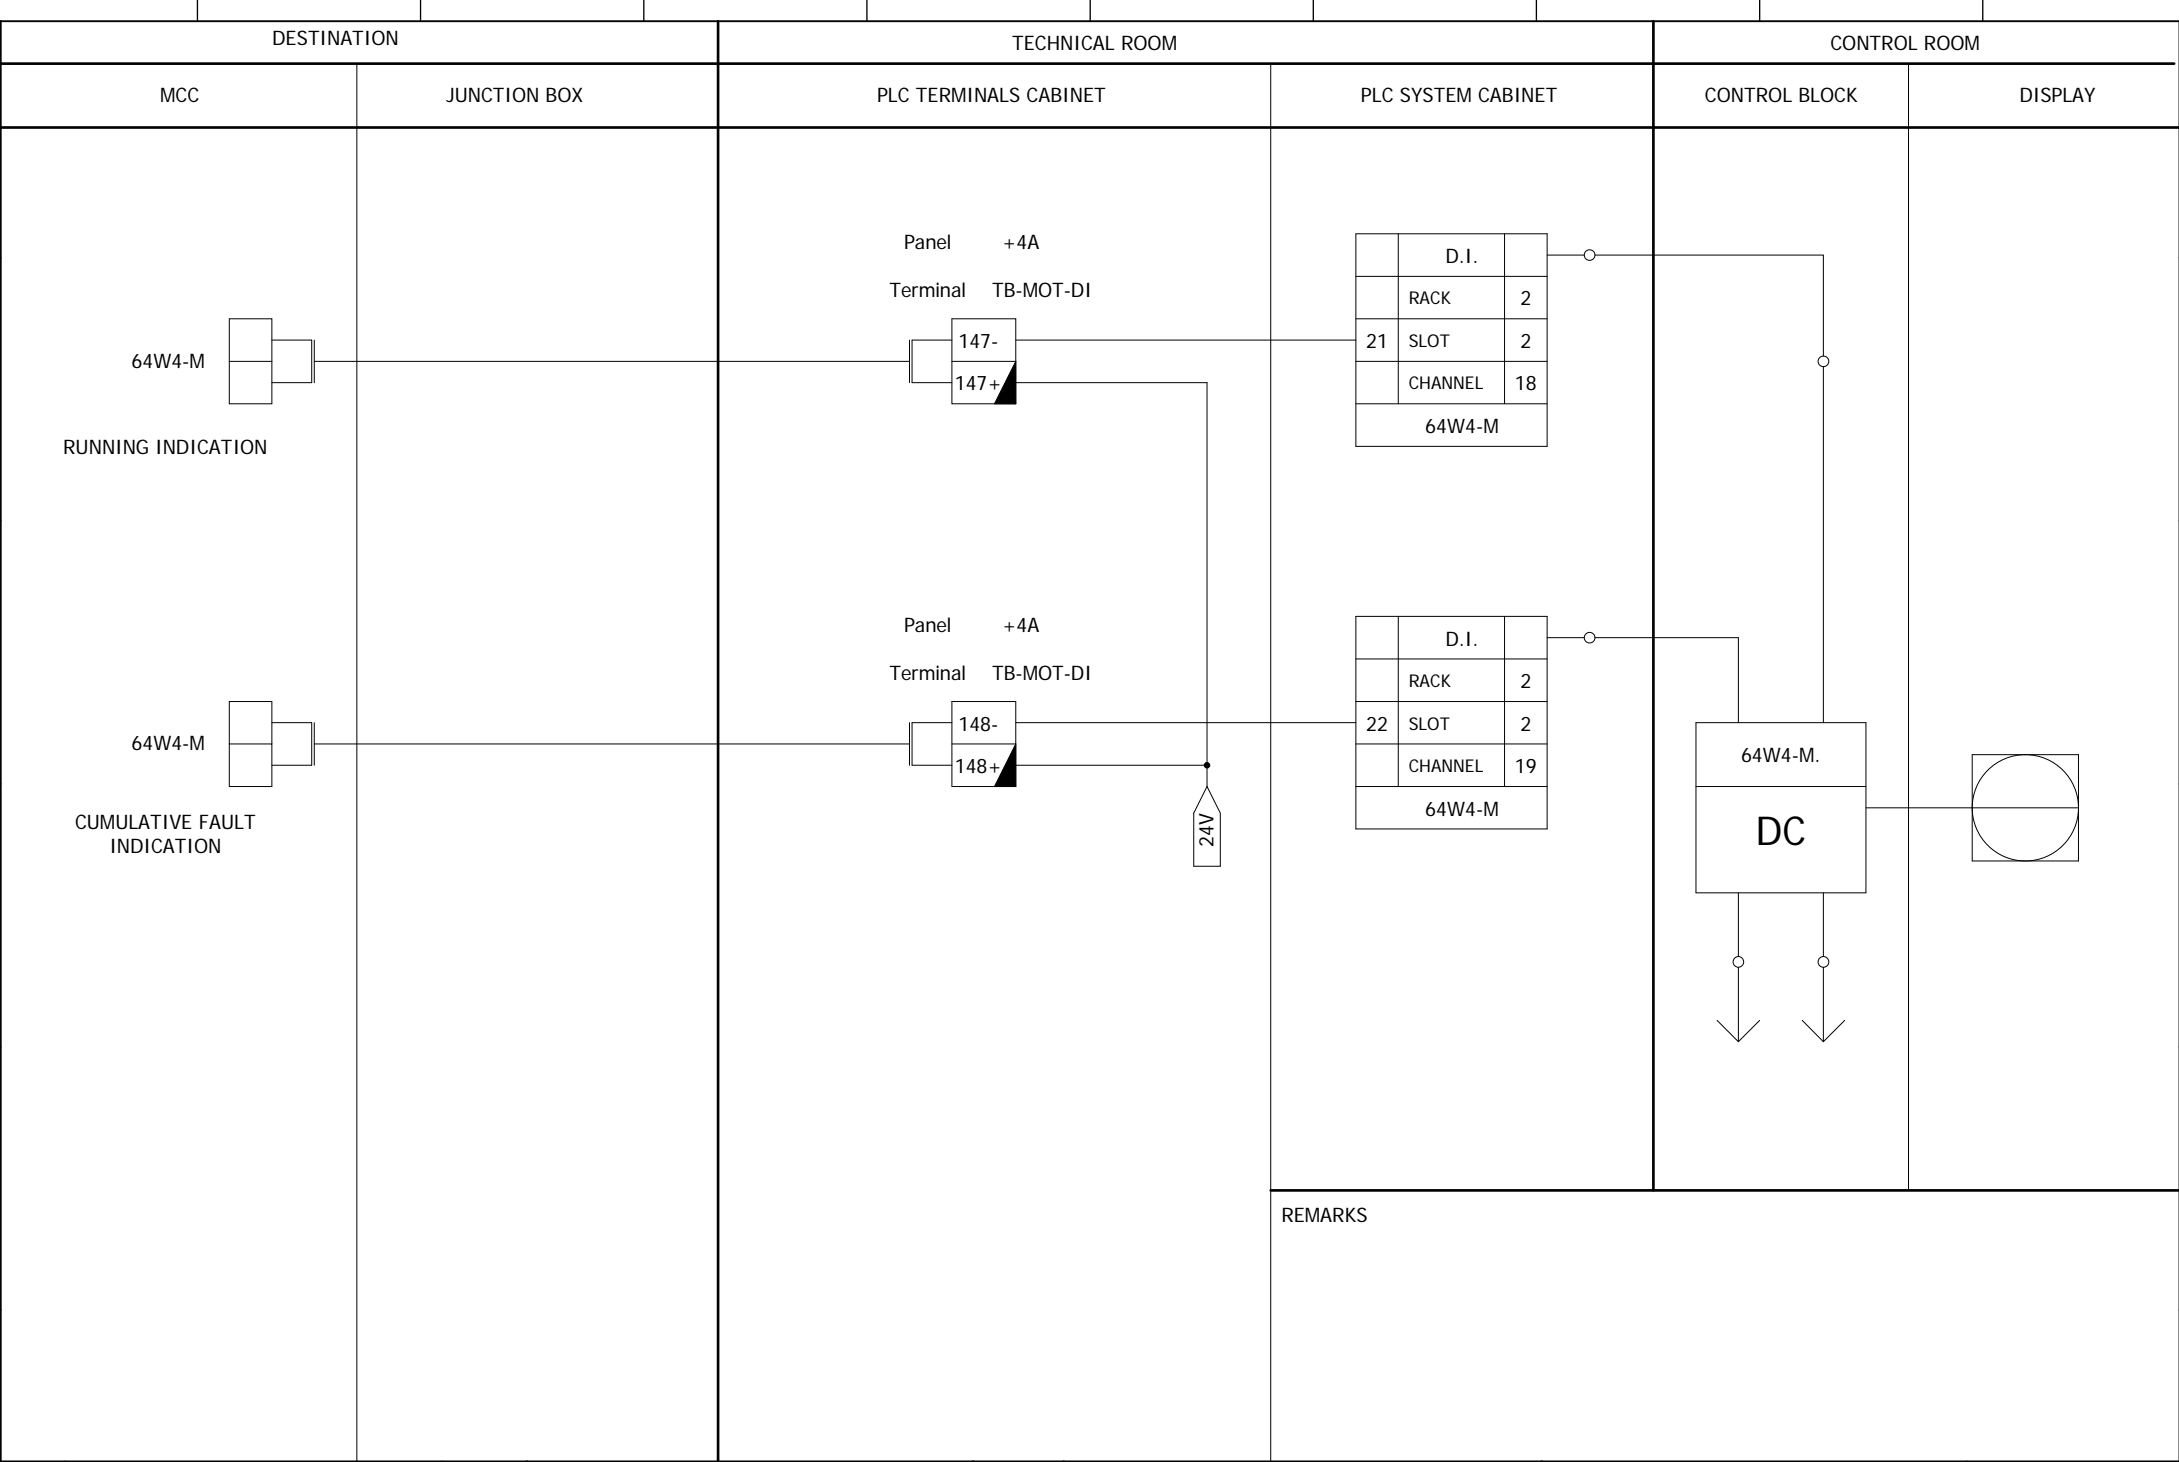 DESTINATION
TECHNICAL ROOM
CONTROL ROOM
MCC
JUNCTION BOX
PLC TERMINALS CABINET
PLC SYSTEM CABINET
CONTROL BLOCK
DISPLAY
Panel +4A
Terminal TB-MOT-DI
64W4-M
147-
147+
RUNNING INDICATION
D.I.
RACK 2
21 SLOT 2
CHANNEL 18
64W4-M
Panel +4A
Terminal TB-MOT-DI
64W4-M
148-
148+
CUMULATIVE FAULT
INDICATION
24V
D.I.
RACK 2
22 SLOT 2
CHANNEL 19
64W4-M
64W4-M.
DC
REMARKS